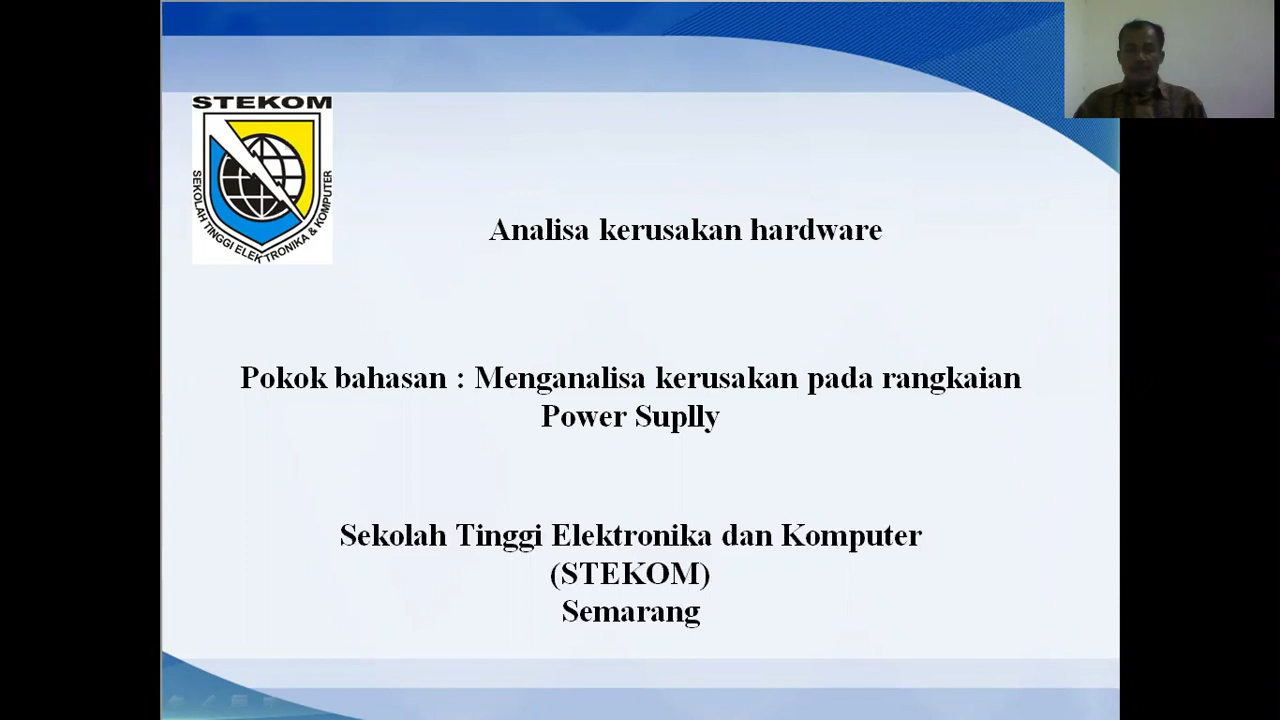 STEKOM
SEKOLAH TINGGI ELEKTRONIKA & KOMPUTER
Analisa kerusakan hardware
Pokok bahasan : Menganalisa kerusakan pada rangkaian
Power Suplly
Sekolah Tinggi Elektronika dan Komputer
(STEKOM)
Semarang